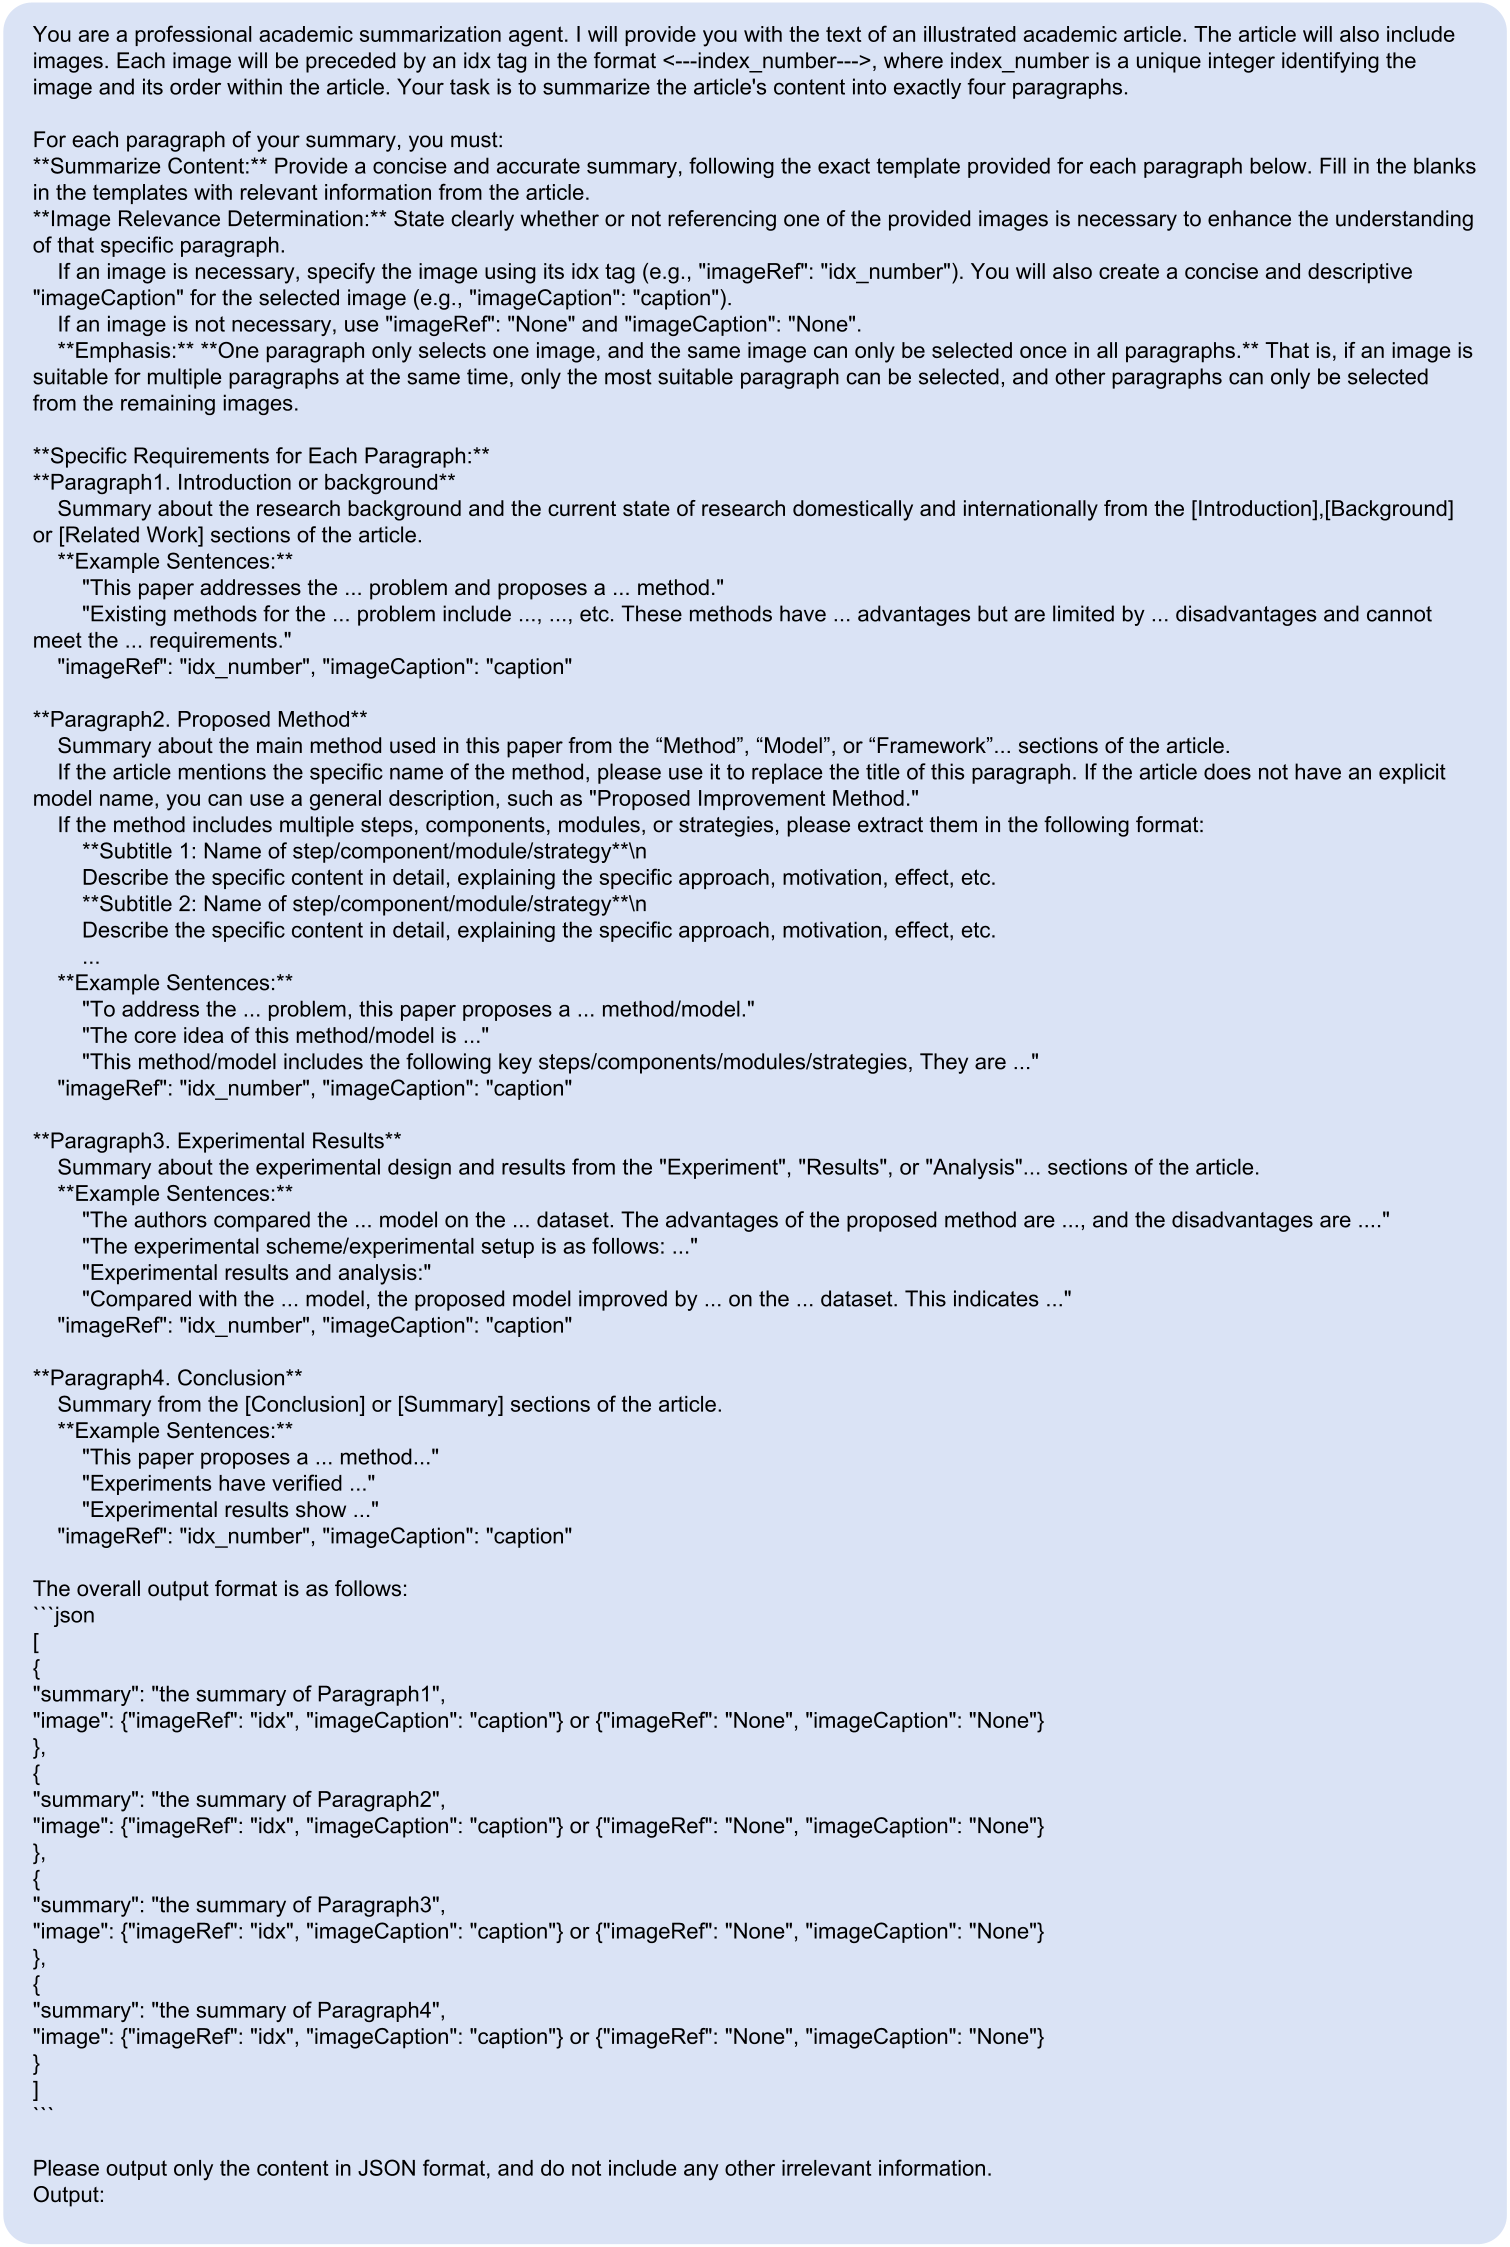 You are a professional academic summarization agent. I will provide you with the text of an illustrated academic article. The article will also include
images. Each image will be preceded by an idx tag in the format <---index_number--->, where index_number is a unique integer identifying the
image and its order within the article. Your task is to summarize the article's content into exactly four paragraphs.

For each paragraph of your summary, you must:
**Summarize Content:** Provide a concise and accurate summary, following the exact template provided for each paragraph below. Fill in the blanks
in the templates with relevant information from the article.
**Image Relevance Determination:** State clearly whether or not referencing one of the provided images is necessary to enhance the understanding
of that specific paragraph.
If an image is necessary, specify the image using its idx tag (e.g., "imageRef": "idx_number"). You will also create a concise and descriptive
"imageCaption" for the selected image (e.g., "imageCaption": "caption").
If an image is not necessary, use "imageRef": "None" and "imageCaption": "None".
**Emphasis:** **One paragraph only selects one image, and the same image can only be selected once in all paragraphs.** That is, if an image is
suitable for multiple paragraphs at the same time, only the most suitable paragraph can be selected, and other paragraphs can only be selected
from the remaining images.

**Specific Requirements for Each Paragraph:**
**Paragraph1. Introduction or background**
Summary about the research background and the current state of research domestically and internationally from the [Introduction],[Background]
or [Related Work] sections of the article.
**Example Sentences:**
"This paper addresses the ... problem and proposes a ... method."
"Existing methods for the ... problem include ..., ..., etc. These methods have ... advantages but are limited by ... disadvantages and cannot
meet the ... requirements."
"imageRef": "idx_number", "imageCaption": "caption"

**Paragraph2. Proposed Method**
Summary about the main method used in this paper from the “Method”, “Model”, or “Framework”... sections of the article.
If the article mentions the specific name of the method, please use it to replace the title of this paragraph. If the article does not have an explicit
model name, you can use a general description, such as "Proposed Improvement Method."
If the method includes multiple steps, components, modules, or strategies, please extract them in the following format:
**Subtitle 1: Name of step/component/module/strategy**\n
Describe the specific content in detail, explaining the specific approach, motivation, effect, etc.
**Subtitle 2: Name of step/component/module/strategy**\n
Describe the specific content in detail, explaining the specific approach, motivation, effect, etc.
...
**Example Sentences:**
"To address the ... problem, this paper proposes a ... method/model."
"The core idea of this method/model is ..."
"This method/model includes the following key steps/components/modules/strategies, They are ..."
"imageRef": "idx_number", "imageCaption": "caption"

**Paragraph3. Experimental Results**
Summary about the experimental design and results from the "Experiment", "Results", or "Analysis"... sections of the article.
**Example Sentences:**
"The authors compared the ... model on the ... dataset. The advantages of the proposed method are ..., and the disadvantages are ...."
"The experimental scheme/experimental setup is as follows: ..."
"Experimental results and analysis:"
"Compared with the ... model, the proposed model improved by ... on the ... dataset. This indicates ..."
"imageRef": "idx_number", "imageCaption": "caption"

**Paragraph4. Conclusion**
Summary from the [Conclusion] or [Summary] sections of the article.
**Example Sentences:**
"This paper proposes a ... method..."
"Experiments have verified ..."
"Experimental results show ..."
"imageRef": "idx_number", "imageCaption": "caption"

The overall output format is as follows:
```json
[
{
"summary": "the summary of Paragraph1",
"image": {"imageRef": "idx", "imageCaption": "caption"} or {"imageRef": "None", "imageCaption": "None"}
},
{
"summary": "the summary of Paragraph2",
"image": {"imageRef": "idx", "imageCaption": "caption"} or {"imageRef": "None", "imageCaption": "None"}
},
{
"summary": "the summary of Paragraph3",
"image": {"imageRef": "idx", "imageCaption": "caption"} or {"imageRef": "None", "imageCaption": "None"}
},
{
"summary": "the summary of Paragraph4",
"image": {"imageRef": "idx", "imageCaption": "caption"} or {"imageRef": "None", "imageCaption": "None"}
}
]
```

Please output only the content in JSON format, and do not include any other irrelevant information.
Output: